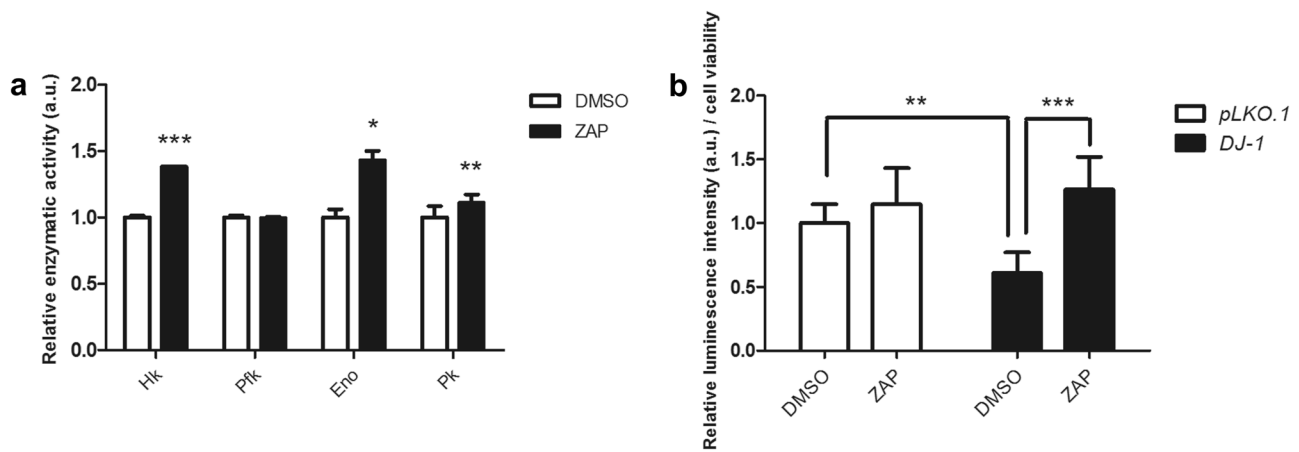 a
Relative enzymatic activity (a.u.)
2.0
1.5
1.0
0.5
0.0
***
*
**
Hk
Pfk
Eno
Pk
DMSO
ZAP
b
Relative luminescence intensity (a.u.) / cell viability
2.0
1.5
1.0
0.5
0.0
**
***
DMSO
ZAP
DMSO
ZAP
pLKO.1
DJ-1